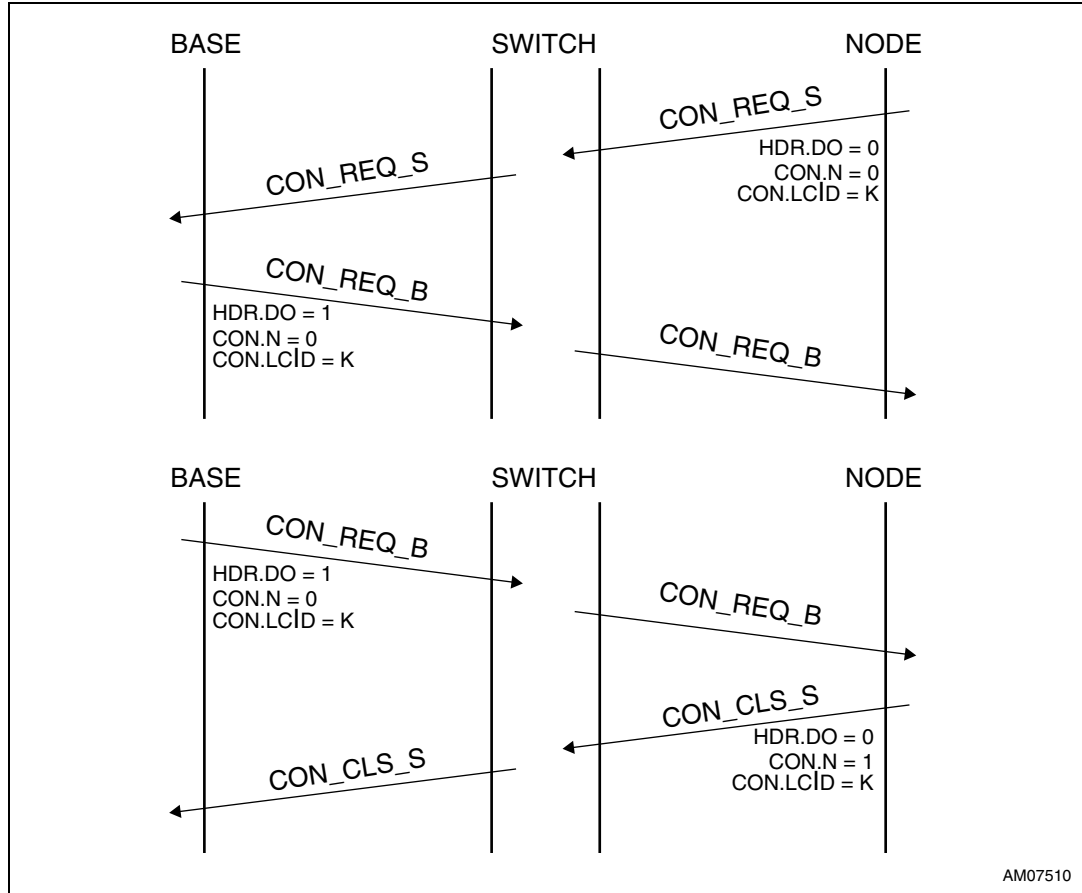 BASE SWITCH NODE
CON_REQ_S
HDR.DO = 0
CON.N = 0
CON.LCID = K
CON_REQ_S
CON_REQ_B
HDR.DO = 1
CON.N = 0
CON.LCID = K
CON_REQ_B
BASE SWITCH NODE
CON_REQ_B
HDR.DO = 1
CON.N = 0
CON.LCID = K
CON_REQ_B
CON_CLS_S
HDR.DO = 0
CON.N = 1
CON.LCID = K
CON_CLS_S
AM07510